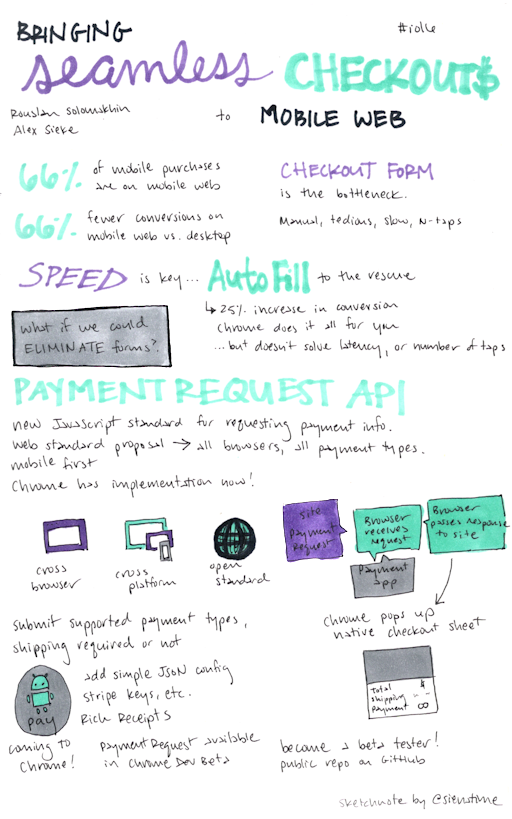 BRINGING
#io16
seamless CHECKOUT$
Alex Sieke
to MOBILE WEB
66% of mobile purchases
are on mobile web
66% fewer conversions on
mobile web vs. desktop
CHECKOUT FORM
is the bottleneck.
Manual, tedious, slow, N-taps
SPEED is key... AutoFill to the rescue
↳ 25% increase in conversion
Chrome does it all for you
...but doesn't solve latency, or number of taps
what if we could
ELIMINATE forms?
PAYMENT REQUEST API
new Javascript standard for requesting payment info.
web standard proposal → all browsers, all payment types.
mobile first
Chrome has implementation now!
cross
browser
cross
platform
open
standard
site
Payment
Request
Browser
receives
request
Browser
passes response
to site
Payment
app
submit supported payment types,
shipping required or not
Chrome pops up
native checkout sheet
pay
add simple JSON config
stripe keys, etc.
Rich Receipts
Total $
shipping
payment
coming to
Chrome!
PaymentRequest available
in Chrome Dev Beta
become a beta tester!
public repo on GitHub
sketchnote by @sienatime